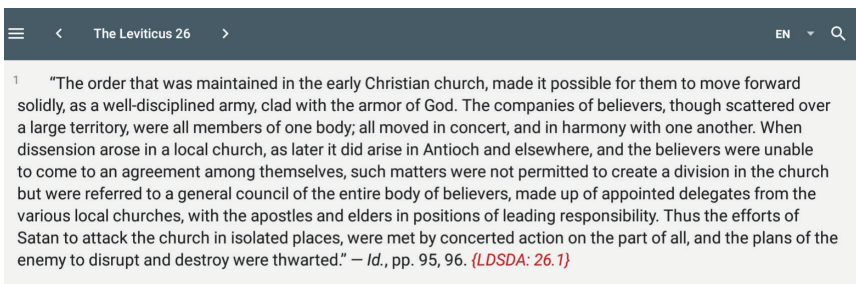 The Leviticus 26
EN
1 “The order that was maintained in the early Christian church, made it possible for them to move forward
solidly, as a well-disciplined army, clad with the armor of God. The companies of believers, though scattered over
a large territory, were all members of one body; all moved in concert, and in harmony with one another. When
dissension arose in a local church, as later it did arise in Antioch and elsewhere, and the believers were unable
to come to an agreement among themselves, such matters were not permitted to create a division in the church
but were referred to a general council of the entire body of believers, made up of appointed delegates from the
various local churches, with the apostles and elders in positions of leading responsibility. Thus the efforts of
Satan to attack the church in isolated places, were met by concerted action on the part of all, and the plans of the
enemy to disrupt and destroy were thwarted.” — Id., pp. 95, 96. {LDSDA: 26.1}